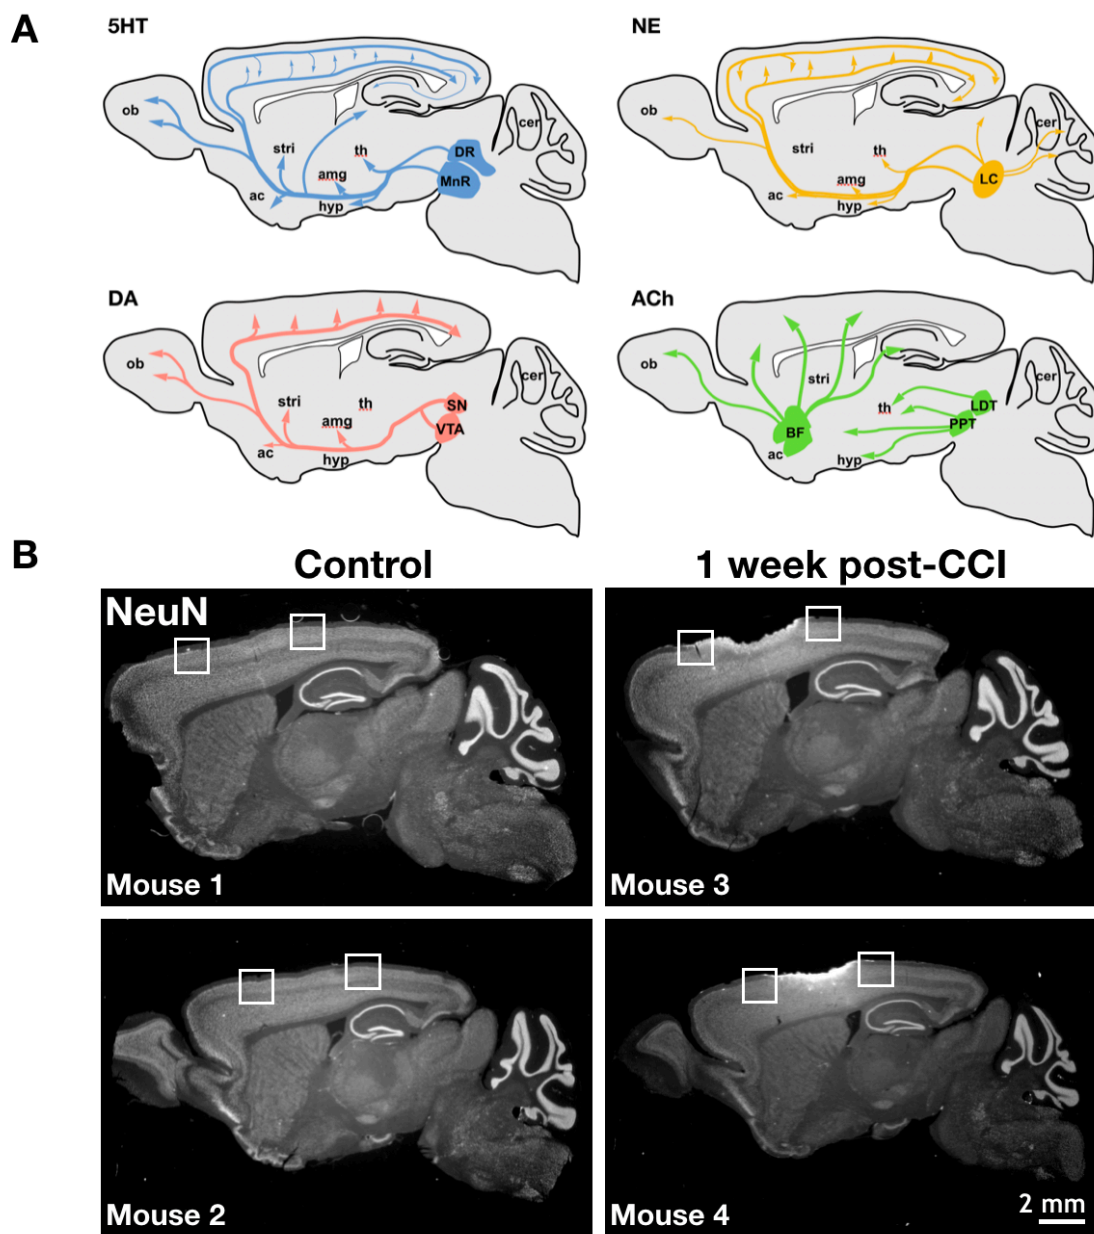 A
5HT
ob
stri
th
amg
ac
hyp
DR
MnR
cer
NE
ob
stri
th
amg
ac
hyp
LC
cer
DA
ob
stri
th
amg
ac
hyp
SN
VTA
cer
ACh
ob
stri
th
BF
ac
hyp
LDT
PPT
cer
B
Control
1 week post-CCI
NeuN
Mouse 1
Mouse 3
Mouse 2
Mouse 4
2 mm